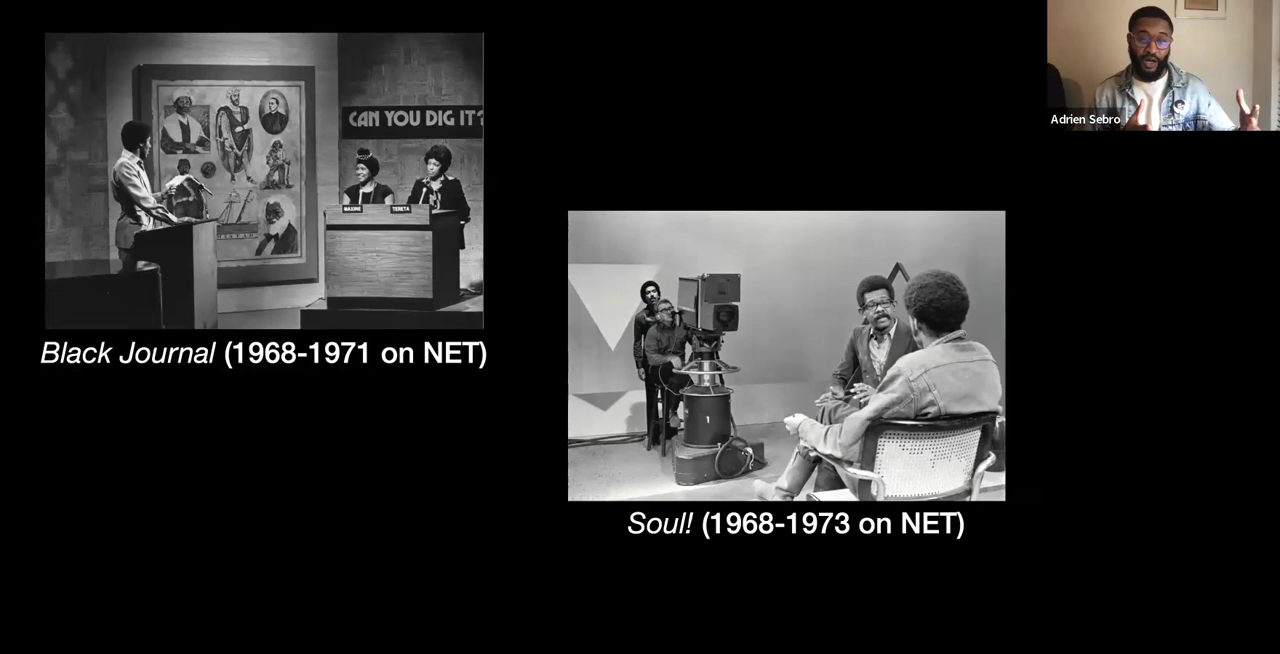 CAN YOU DIG IT?
MAXINE
TERETA
Black Journal (1968-1971 on NET)
Adrien Sebro
1
Soul! (1968-1973 on NET)